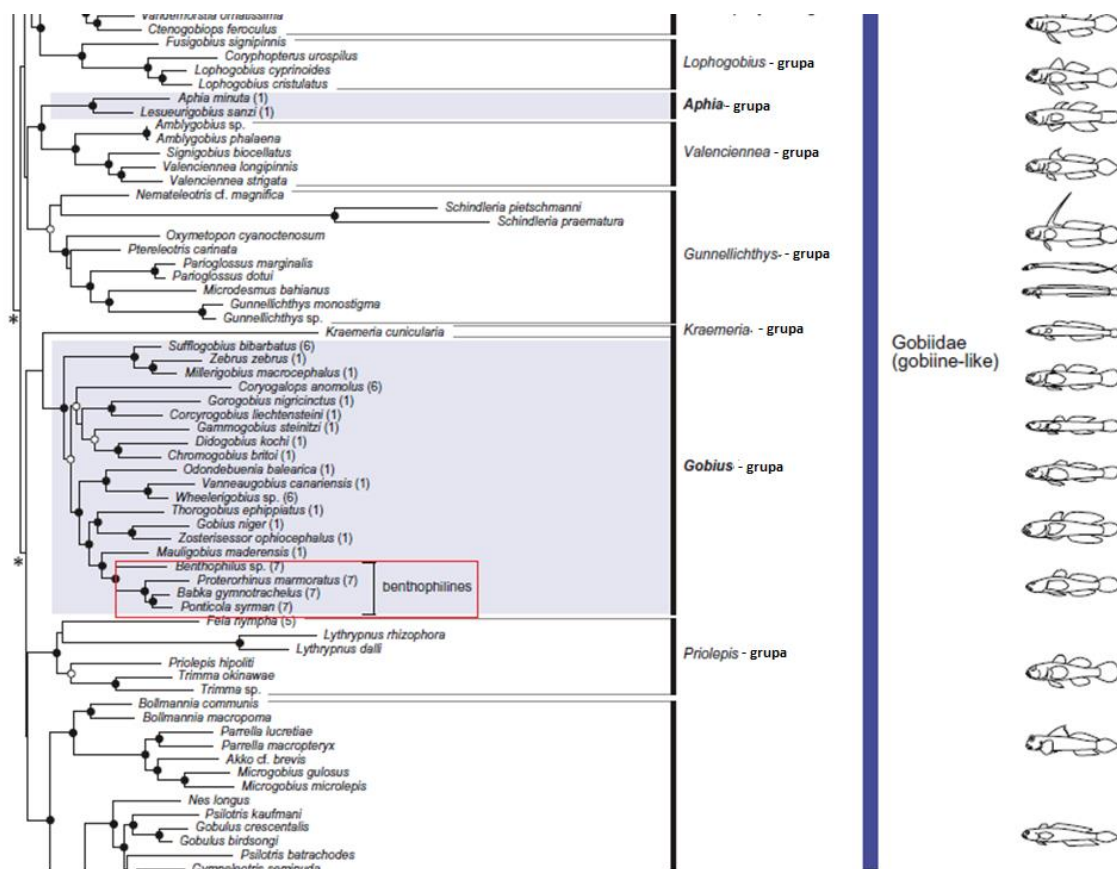 Vanderhorstia ornatissima
Ctenogobiops feroculus
Fusigobius signipinnis
Coryphopterus urospilus
Lophogobius cyprinoides
Lophogobius cristulatus
Lophogobius - grupa
Aphia minuta (1)
Lesueurigobius sanzi (1)
Aphia - grupa
Amblygobius sp.
Amblygobius phalaena
Signigobius biocellatus
Valenciennea longipinnis
Valenciennea strigata
Valenciennea - grupa
Nemateleotris cf. magnifica
Schindleria pietschmanni
Schindleria praematura
Oxymetopon cyanoctenosum
Ptereleotris carinata
Parioglossus marginalis
Parioglossus dotui
Microdesmus bahianus
Gunnellichthys monostigma
Gunnellichthys sp.
Gunnellichthys - grupa
Kraemeria cunicularia
Kraemeria - grupa
Gobiidae
(gobiine-like)
Sufflogobius bibarbatus (6)
Zebrus zebrus (1)
Millerigobius macrocephalus (1)
Coryogalops anomolus (6)
Gorogobius nigricinctus (1)
Corcyrogobius liechtensteini (1)
Gammogobius steinitzi (1)
Didogobius kochi (1)
Chromogobius britoi (1)
Odondebuenia balearica (1)
Vanneaugobius canariensis (1)
Wheelerigobius sp. (6)
Thorogobius ephippiatus (1)
Gobius niger (1)
Zosterisessor ophiocephalus (1)
Mauligobius maderensis (1)
Benthophilus sp. (7)
Proterorhinus marmoratus (7)
Babka gymnotrachelus (7)
Ponticola syrman (7)
benthophilines
Gobius - grupa
Fela nympha (5)
Lythrypnus rhizophora
Lythrypnus dalli
Priolepis hipoliti
Trimma okinawae
Trimma sp.
Priolepis - grupa
Bollmannia communis
Bollmannia macropoma
Parrella lucretiae
Parrella macropteryx
Akko cf. brevis
Microgobius gulosus
Microgobius microlepis
Nes longus
Psilotris kaufmani
Gobulus crescentalis
Gobulus birdsongi
Psilotris batrachodes